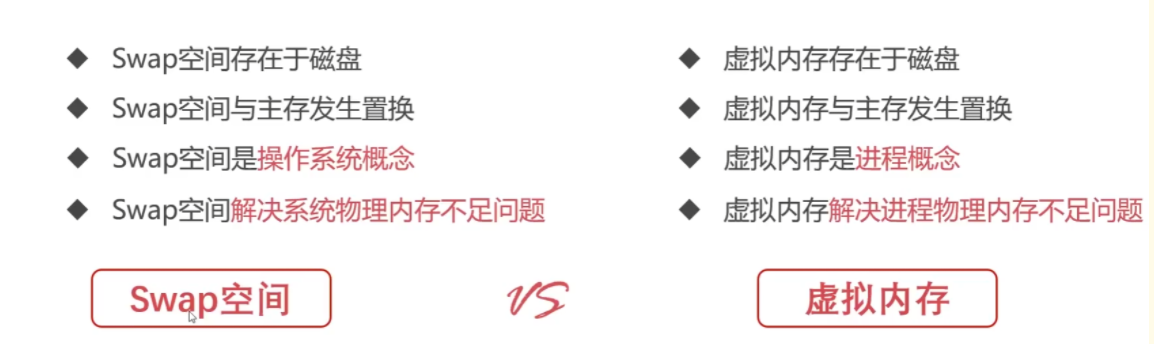 Swap空间存在于磁盘
Swap空间与主存发生置换
Swap空间是操作系统概念
Swap空间解决系统物理内存不足问题
Swap空间
VS
虚拟内存存在于磁盘
虚拟内存与主存发生置换
虚拟内存是进程概念
虚拟内存解决进程物理内存不足问题
虚拟内存